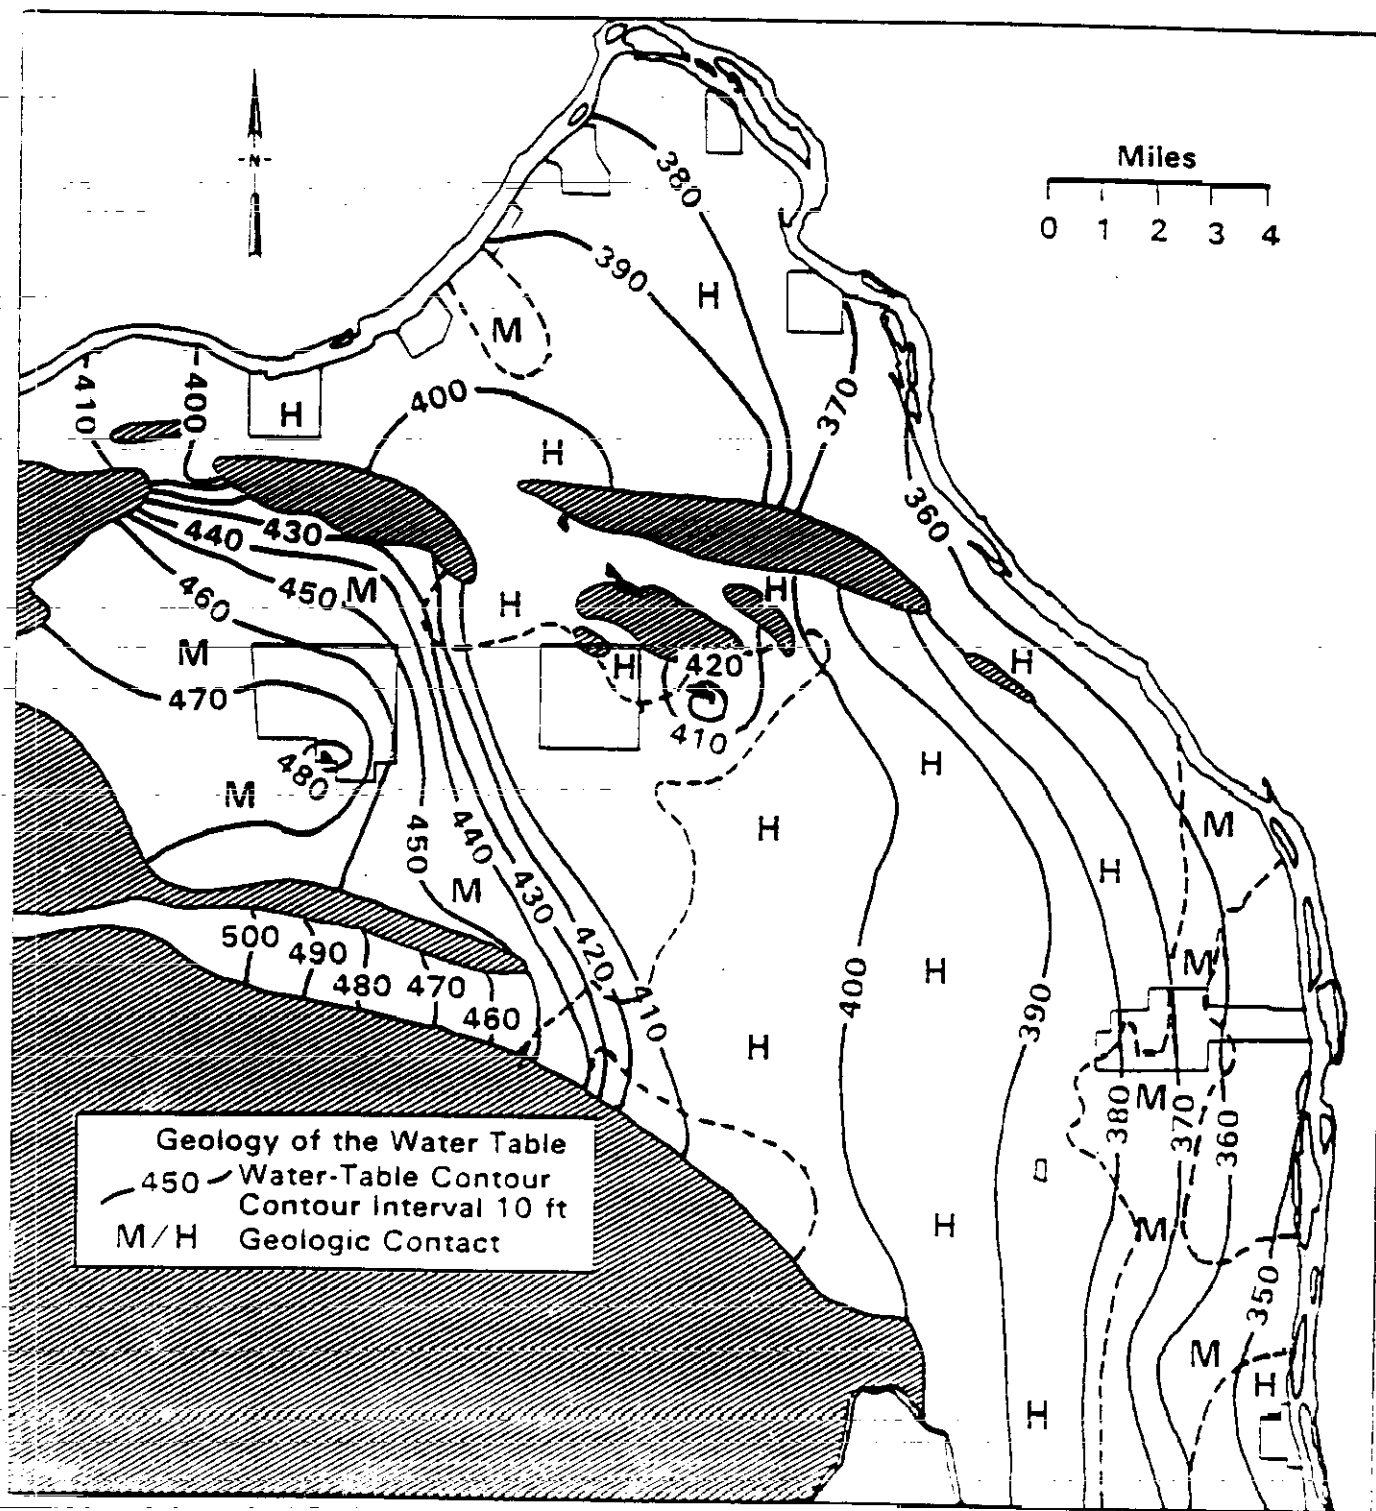 Miles
0 1 2 3 4
-N-
380
H
390
M
370
400
410
400
H
H
360
430
440
450
M
460
H
H
M
H
420
H
470
410
480
H
M
H
M
440
450
M
H
430
420
M
500
490
480
470
460
410
H
400
390
H
380
M
370
360
Geology of the Water Table
450 Water-Table Contour
Contour Interval 10 ft
M/H Geologic Contact
H
M
350
M
H
H